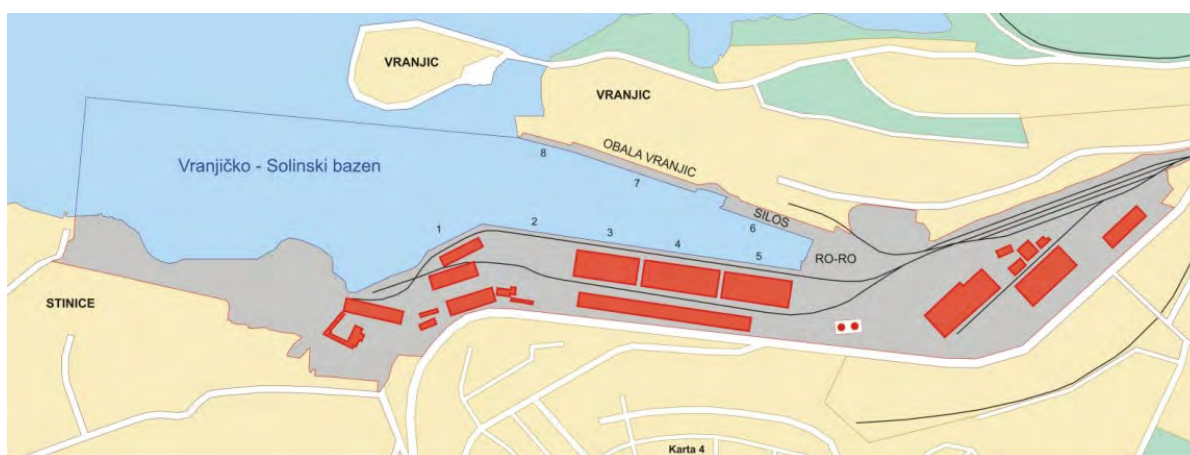 VRANJIC
VRANJIC
OBALA VRANJIC
8
Vranjičko - Solinski bazen
7
SILOS
1
2
3
4
5
6
RO-RO
STINICE
Karta 4